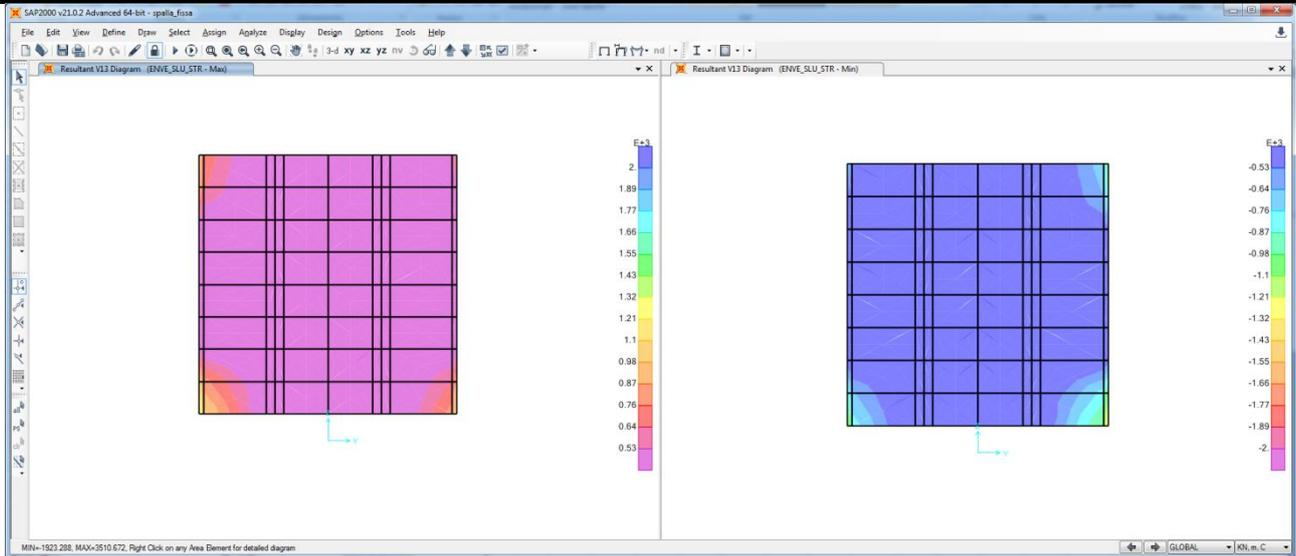 SAP2000 v21.0.2 Advanced 64-bit - spalla_fissa
File Edit View Define Draw Select Assign Analyze Display Design Options Tools Help
3-d xy xz yz nv nd
Resultant V13 Diagram (ENVE_SLU_STR - Max)
Resultant V13 Diagram (ENVE_SLU_STR - Min)
E+3
2.
1.89
1.77
1.66
1.55
1.43
1.32
1.21
1.1
0.98
0.87
0.76
0.64
0.53
Y
E+3
-0.53
-0.64
-0.76
-0.87
-0.98
-1.1
-1.21
-1.32
-1.43
-1.55
-1.66
-1.77
-1.89
-2.
Y
MIN=-1923.288, MAX=3510.672, Right Click on any Area Element for detailed diagram
GLOBAL
KN, m, C